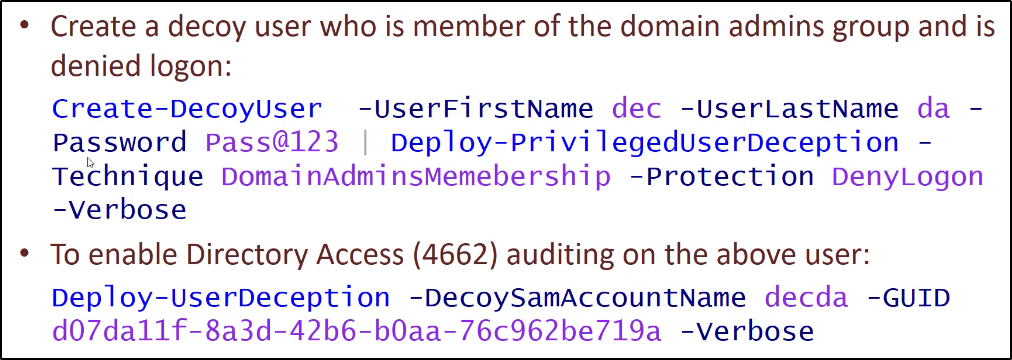 • Create a decoy user who is member of the domain admins group and is
denied logon:
Create-DecoyUser -UserFirstName dec -UserLastName da -
Password Pass@123 | Deploy-PrivilegedUserDeception -
Technique DomainAdminsMemebership -Protection DenyLogon
-Verbose
• To enable Directory Access (4662) auditing on the above user:
Deploy-UserDeception -DecoySamAccountName decda -GUID
d07da11f-8a3d-42b6-b0aa-76c962be719a -Verbose